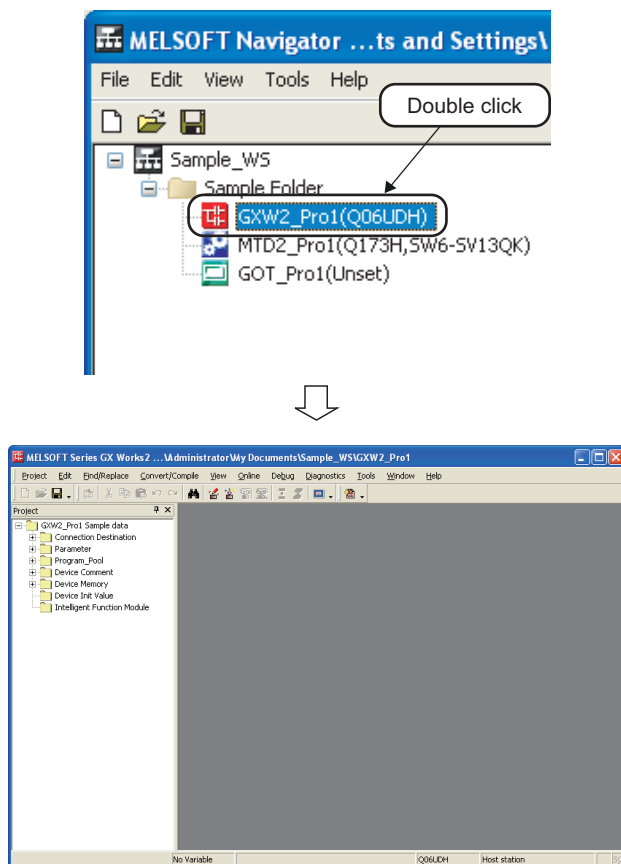 MELSOFT Navigator ...ts and Settings\
File Edit View Tools Help
Double click
Sample_WS
Sample Folder
GXW2_Pro1(Q06UDH)
MTD2_Pro1(Q173H,SW6-SV13QK)
GOT_Pro1(Unset)
MELSOFT Series GX Works2 ...\Administrator\My Documents\Sample_WS\GXW2_Pro1
Project Edit Find/Replace Convert/Compile View Online Debug Diagnostics Tools Window Help
Project
GXW2_Pro1 Sample data
Connection Destination
Parameter
Program_Pool
Device Comment
Device Memory
Device Init Value
Intelligent Function Module
No Variable Q06UDH Host station